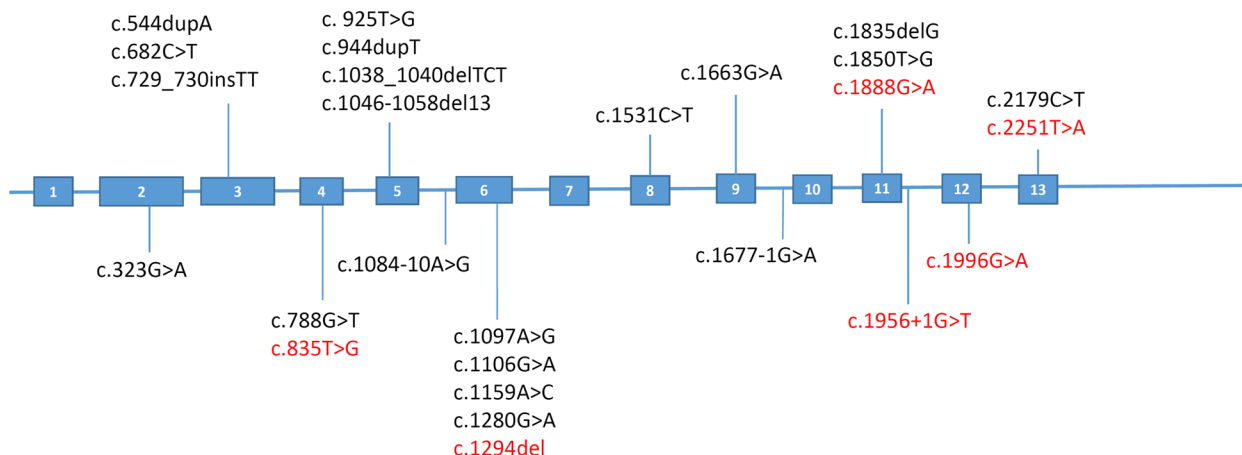 c.544dupA
c.682C>T
c.729_730insTT
c. 925T>G
c.944dupT
c.1038_1040delTCT
c.1046-1058del13
c.1531C>T
c.1663G>A
c.1835delG
c.1850T>G
c.1888G>A
c.2179C>T
c.2251T>A
1
2
3
4
5
6
7
8
9
10
11
12
13
c.323G>A
c.788G>T
c.835T>G
c.1084-10A>G
c.1097A>G
c.1106G>A
c.1159A>C
c.1280G>A
c.1294del
c.1677-1G>A
c.1956+1G>T
c.1996G>A